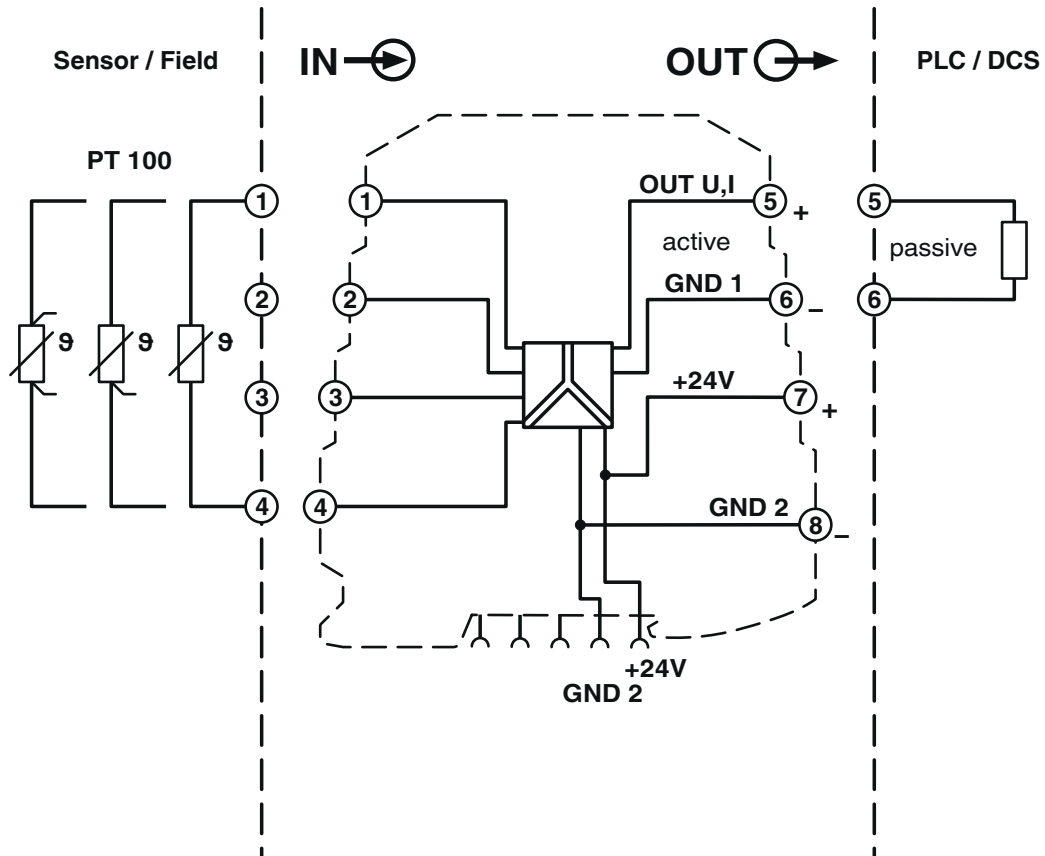 Sensor / Field
IN
OUT
PLC / DCS
PT 100
OUT U,I
1
1
5
+
5
active
passive
GND 1
2
2
6
–
6
ϑ
ϑ
ϑ
+24V
3
3
7
+
4
4
GND 2
8
–
+24V
GND 2